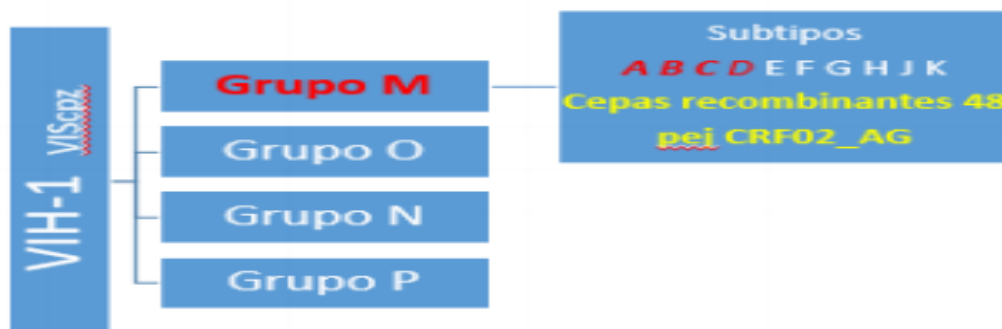 VIH-1 VIScpz
Grupo M
Grupo O
Grupo N
Grupo P
Subtipos
A B C D E F G H J K
Cepas recombinantes 48
pej CRF02_AG